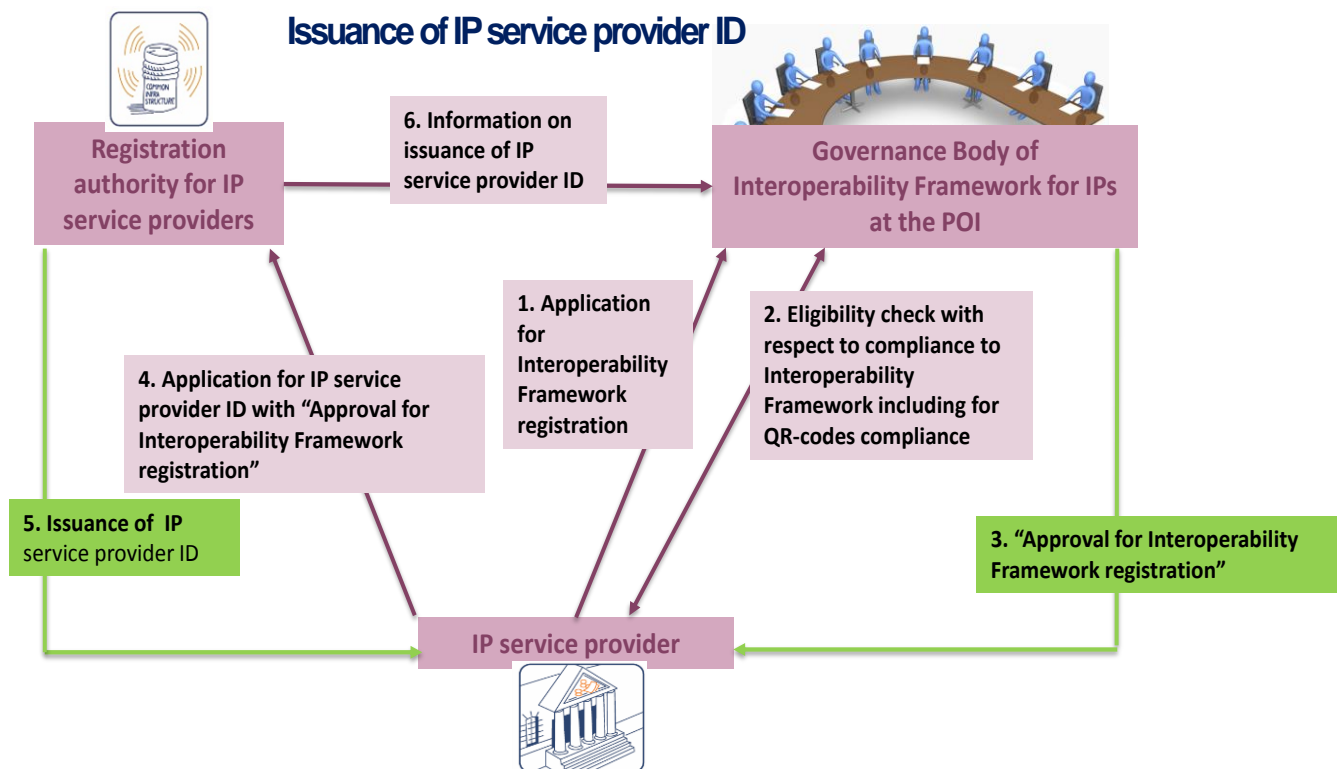 Issuance of IP service provider ID
COMMON
INFRA
STRUCTURE
Registration
authority for IP
service providers
6. Information on
issuance of IP
service provider ID
Governance Body of
Interoperability Framework for IPs
at the POI
1. Application
for
Interoperability
Framework
registration
2. Eligibility check with
respect to compliance to
Interoperability
Framework including for
QR-codes compliance
4. Application for IP service
provider ID with “Approval for
Interoperability Framework
registration”
5. Issuance of IP
service provider ID
3. “Approval for Interoperability
Framework registration”
IP service provider